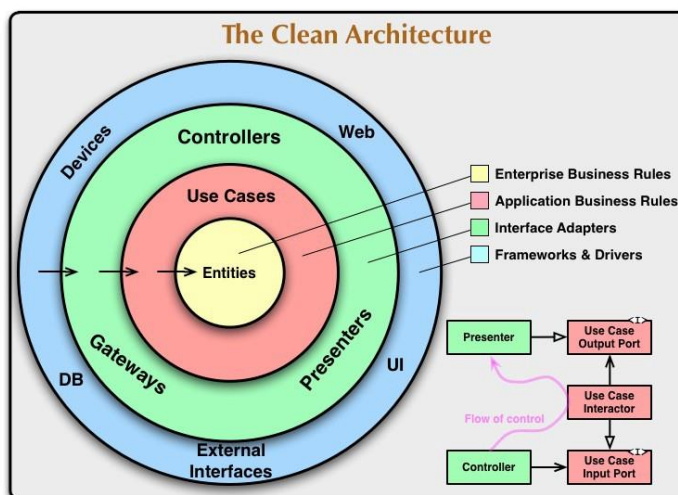 The Clean Architecture
Devices
Controllers
Web
Use Cases
Entities
Gateways
Presenters
DB
UI
External
Interfaces
Enterprise Business Rules
Application Business Rules
Interface Adapters
Frameworks & Drivers
Presenter
Use Case
Output Port
<I>
Flow of control
Use Case
Interactor
Controller
Use Case
Input Port
<I>